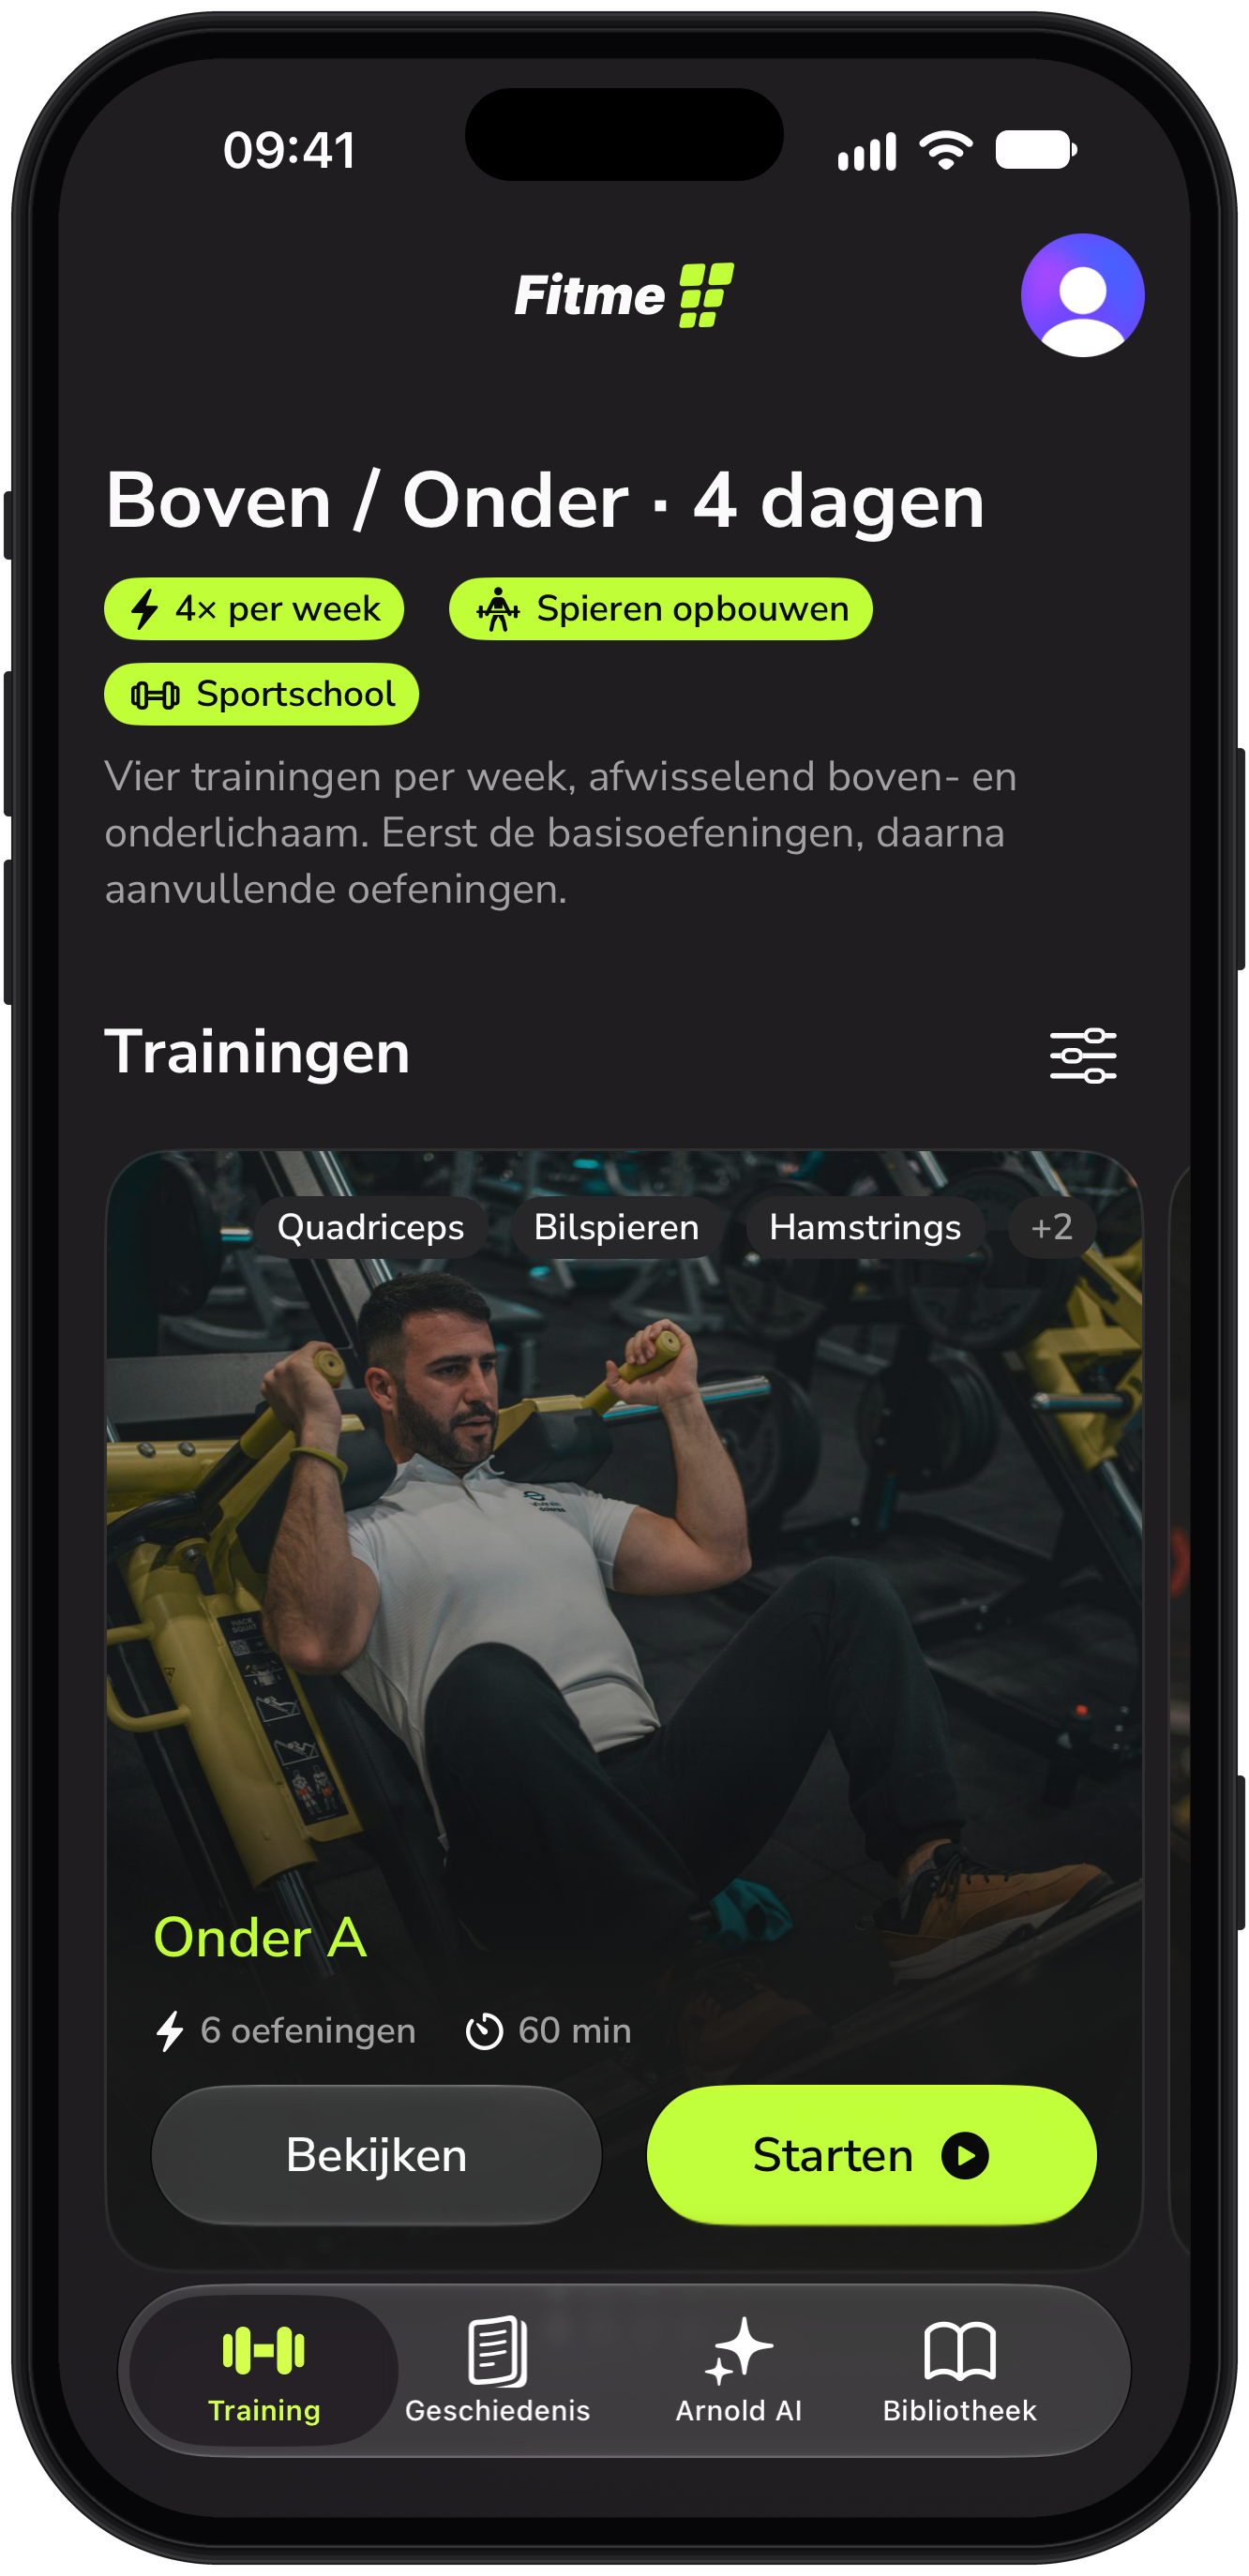 09:41
Fitme
Boven / Onder · 4 dagen
4× per week
Spieren opbouwen
Sportschool
Vier trainingen per week, afwisselend boven- en
onderlichaam. Eerst de basisoefeningen, daarna
aanvullende oefeningen.
Trainingen
Quadriceps
Bilspieren
Hamstrings
+2
HACK
SQUAT
Onder A
6 oefeningen
60 min
Bekijken
Starten
Training
Geschiedenis
Arnold AI
Bibliotheek